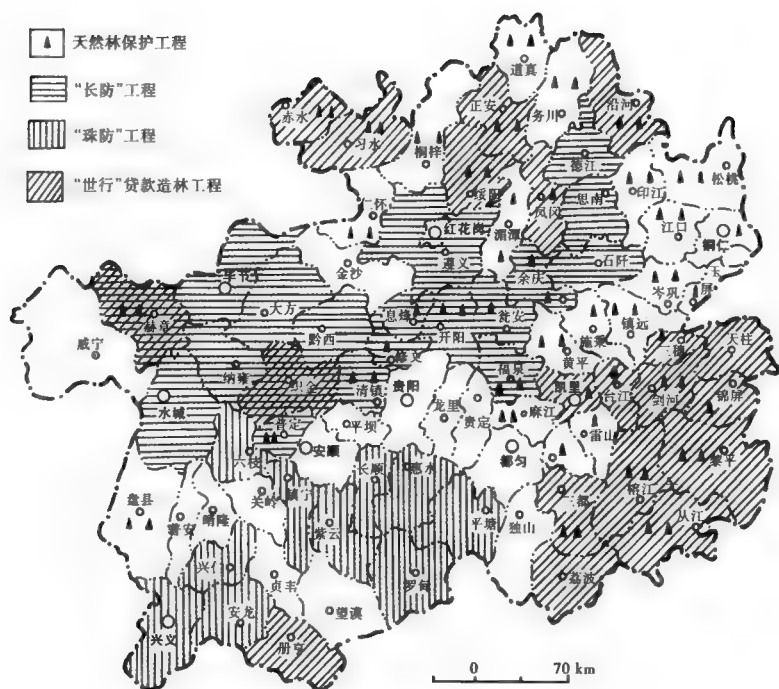 天然林保护工程
“长防”工程
“珠防”工程
“世行”贷款造林工程
道真
正安
务川
沿河
赤水
习水
桐梓
德江
松桃
绥阳
凤冈
思南
印江
仁怀
红花岗
湄潭
江口
铜仁
遵义
石阡
金沙
余庆
玉屏
岑巩
毕节
大方
息烽
开阳
瓮安
施秉
镇远
三穗
天柱
赫章
黔西
修文
黄平
威宁
纳雍
织金
清镇
贵阳
福泉
凯里
台江
剑河
锦屏
水城
龙里
贵定
麻江
雷山
普定
平坝
安顺
都匀
黎平
六枝
长顺
惠水
榕江
关岭
镇宁
三都
从江
盘县
普安
晴隆
紫云
平塘
独山
兴仁
贞丰
罗甸
荔波
安龙
望谟
兴义
册亨
0 70 km